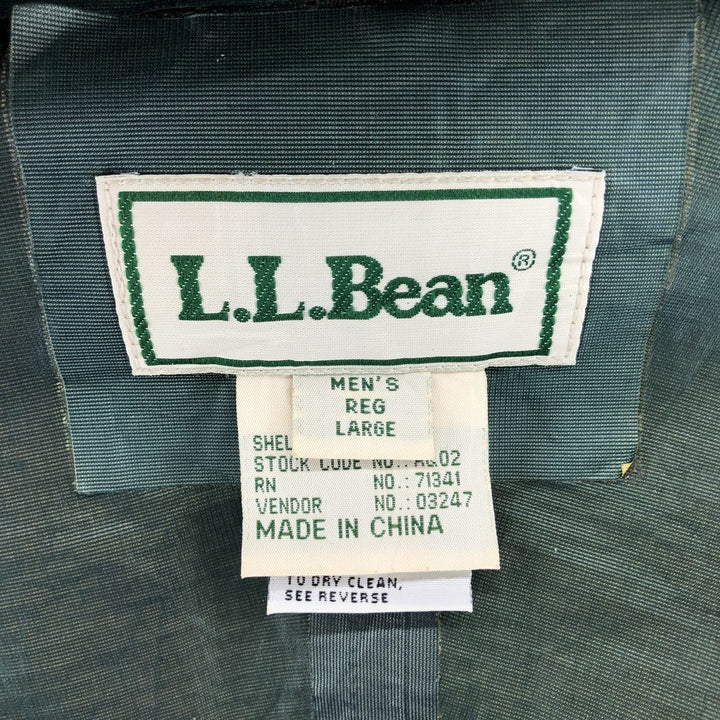 L.L.Bean®
MEN'S
REG
LARGE
STOCK CODE NO.: A&02
RN NO.: 71341
VENDOR NO.: 03247
MADE IN CHINA
TO DRY CLEAN,
SEE REVERSE